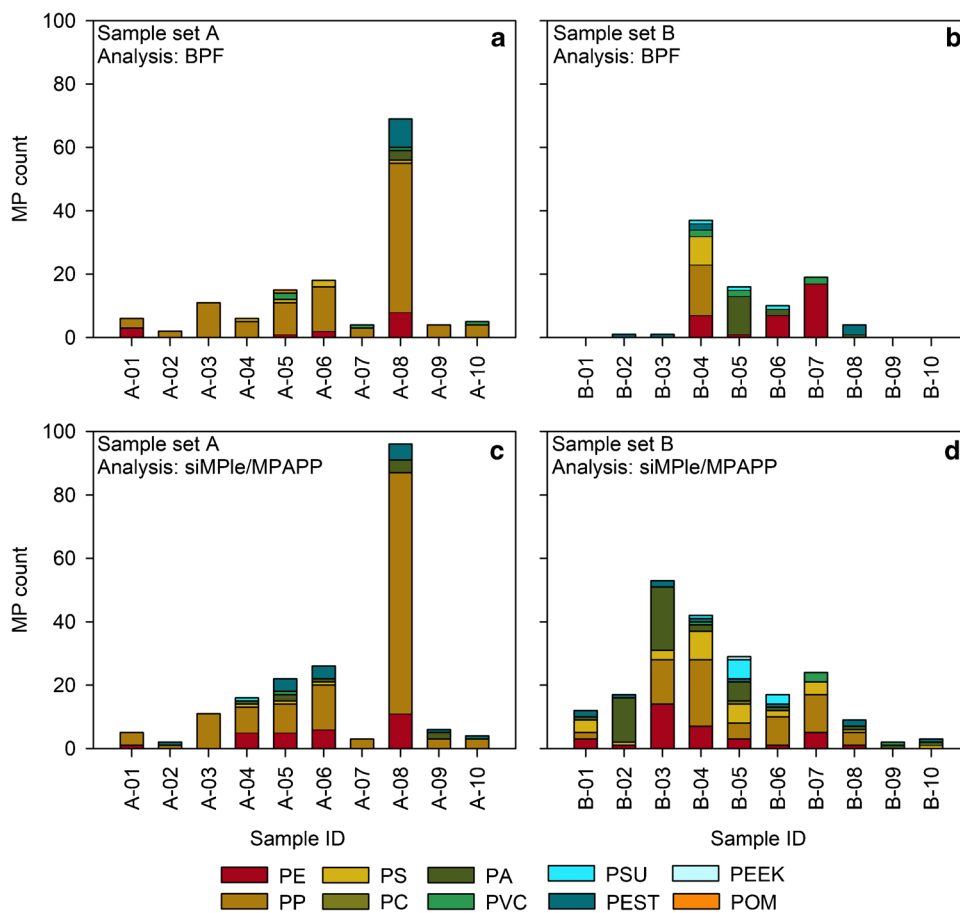 Sample set A
Analysis: BPF
a
100
80
60
40
20
0
MP count
A-01
A-02
A-03
A-04
A-05
A-06
A-07
A-08
A-09
A-10
Sample set B
Analysis: BPF
b
B-01
B-02
B-03
B-04
B-05
B-06
B-07
B-08
B-09
B-10
Sample set A
Analysis: siMPle/MPAPP
c
100
80
60
40
20
0
MP count
A-01
A-02
A-03
A-04
A-05
A-06
A-07
A-08
A-09
A-10
Sample ID
Sample set B
Analysis: siMPle/MPAPP
d
B-01
B-02
B-03
B-04
B-05
B-06
B-07
B-08
B-09
B-10
Sample ID
PE PS PA PSU PEEK
PP PC PVC PEST POM